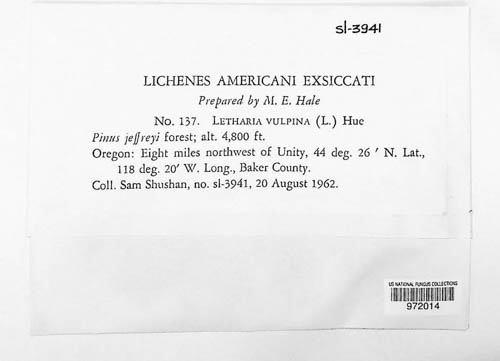 sl-3941
LICHENES AMERICANI EXSICCATI
Prepared by M. E. Hale
No. 137. LETHARIA VULPINA (L.) Hue
Pinus jeffreyi forest; alt. 4,800 ft.
Oregon: Eight miles northwest of Unity, 44 deg. 26 ' N. Lat.,
118 deg. 20' W. Long., Baker County.
Coll. Sam Shushan, no. sl-3941, 20 August 1962.
US NATIONAL FUNGUS COLLECTIONS
972014